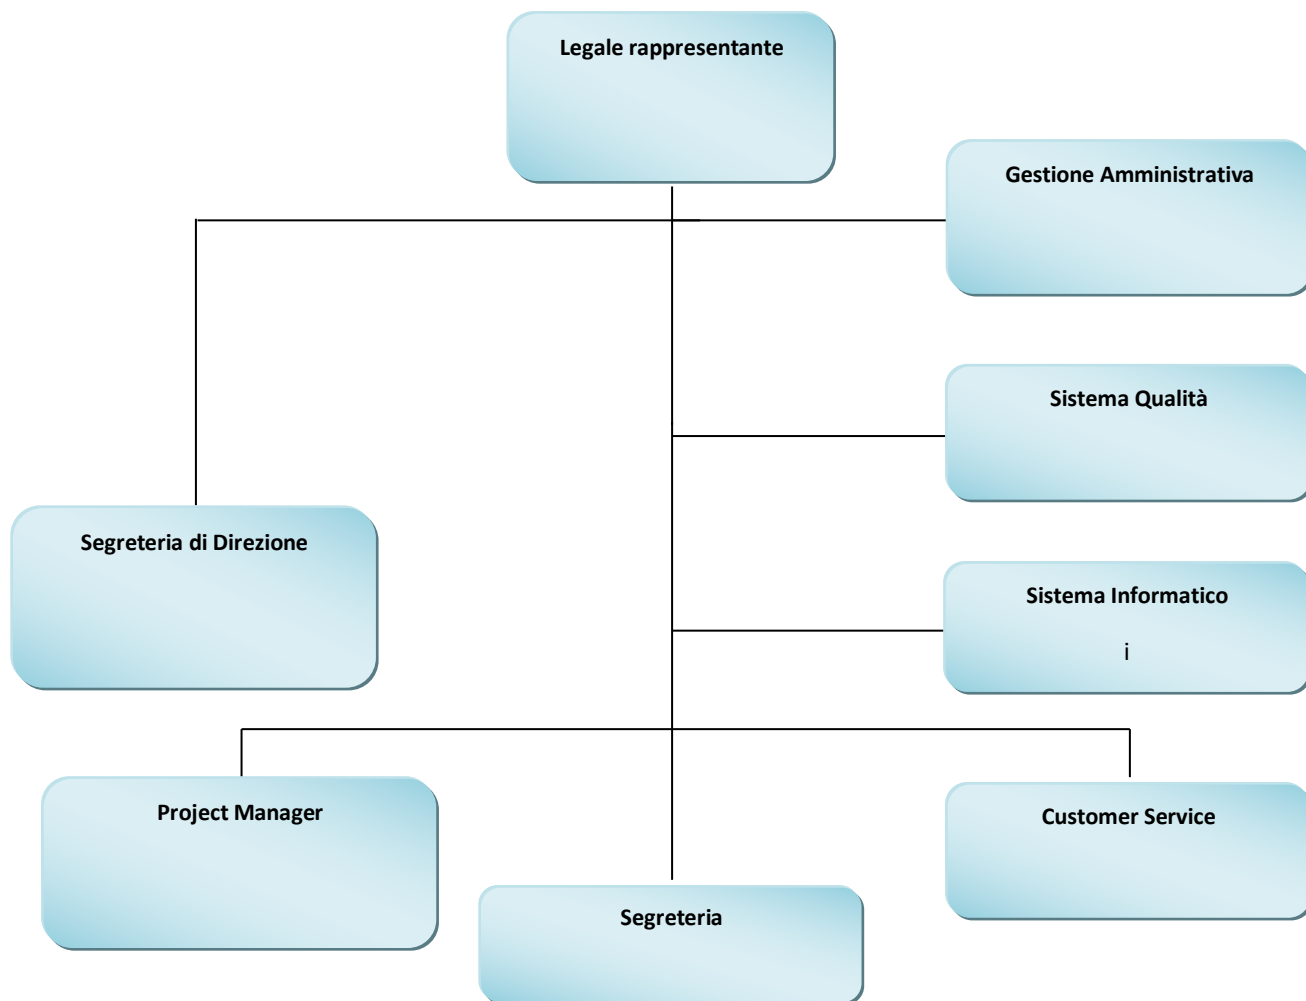 Legale rappresentante
Gestione Amministrativa
Sistema Qualità
Segreteria di Direzione
Sistema Informatico
i
Project Manager
Customer Service
Segreteria